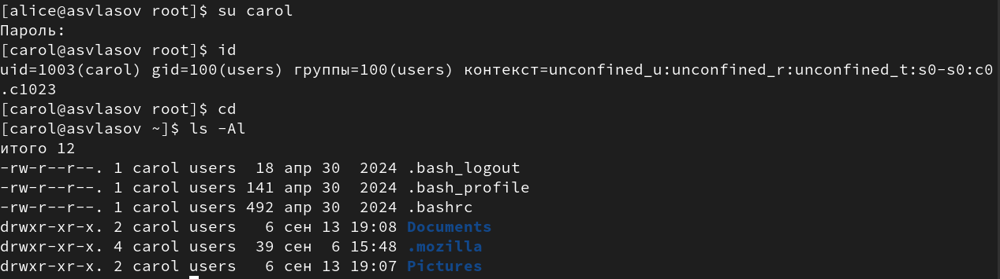 [alice@asvlasov root]$ su carol
Пароль:
[carol@asvlasov root]$ id
uid=1003(carol) gid=100(users) группы=100(users) контекст=unconfined_u:unconfined_r:unconfined_t:s0-s0:c0
.c1023
[carol@asvlasov root]$ cd
[carol@asvlasov ~]$ ls -Al
итого 12
-rw-r--r--. 1 carol users  18 апр 30  2024 .bash_logout
-rw-r--r--. 1 carol users 141 апр 30  2024 .bash_profile
-rw-r--r--. 1 carol users 492 апр 30  2024 .bashrc
drwxr-xr-x. 2 carol users   6 сен 13 19:08 Documents
drwxr-xr-x. 4 carol users  39 сен  6 15:48 .mozilla
drwxr-xr-x. 2 carol users   6 сен 13 19:07 Pictures